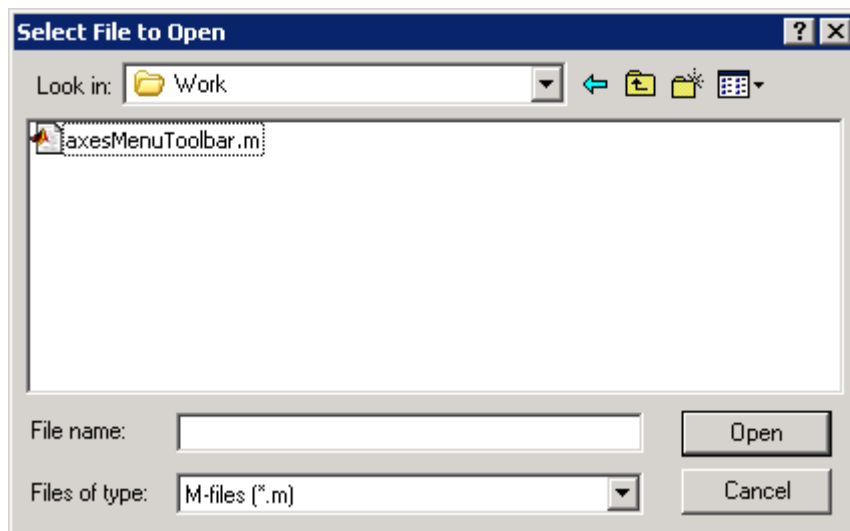 Select File to Open
Look in: Work
axesMenuToolbar.m
File name:
Open
Files of type: M-files (*.m)
Cancel